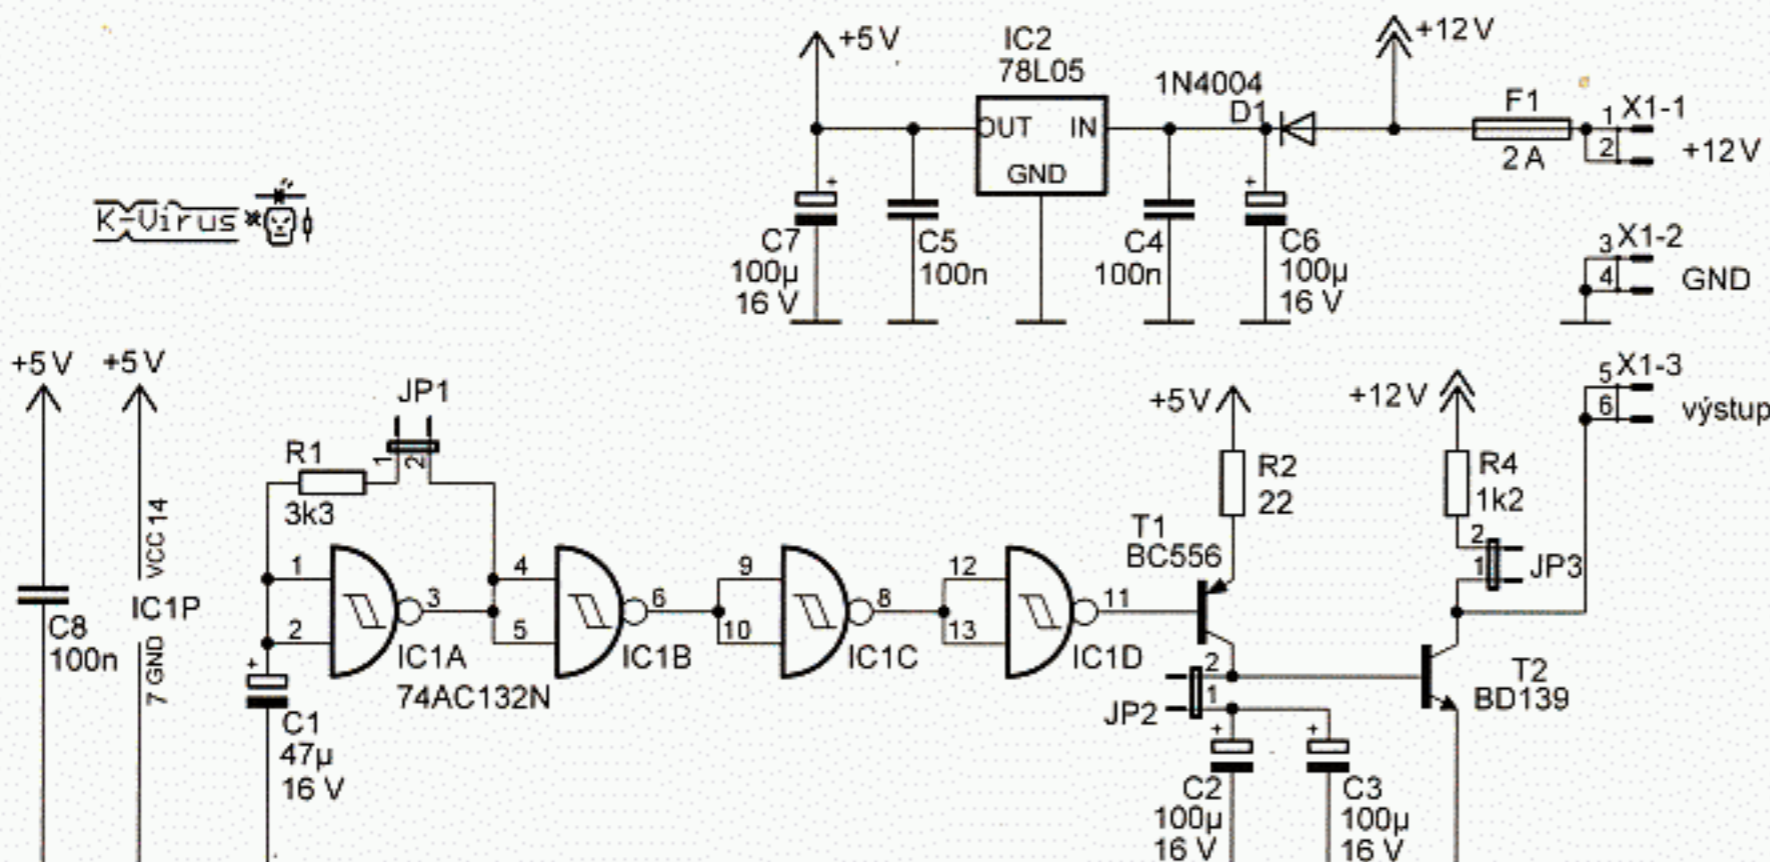 +5 V
IC2
78L05
+12 V
1N4004
D1
F1
2 A
1
2
X1-1
+12 V
OUT
IN
GND
K-Virus
+
C7
100µ
16 V
C5
100n
C4
100n
+
C6
100µ
16 V
3
4
X1-2
GND
+5 V
+5 V
JP1
1
2
+5 V
+12 V
5
6
X1-3
výstup
R1
3k3
R2
22
R4
1k2
VCC 14
IC1P
7 GND
C8
100n
1
2
3
IC1A
74AC132N
4
5
6
IC1B
9
10
8
IC1C
12
13
11
IC1D
T1
BC556
2
1
JP3
+
C1
47µ
16 V
2
1
JP2
T2
BD139
+
C2
100µ
16 V
+
C3
100µ
16 V